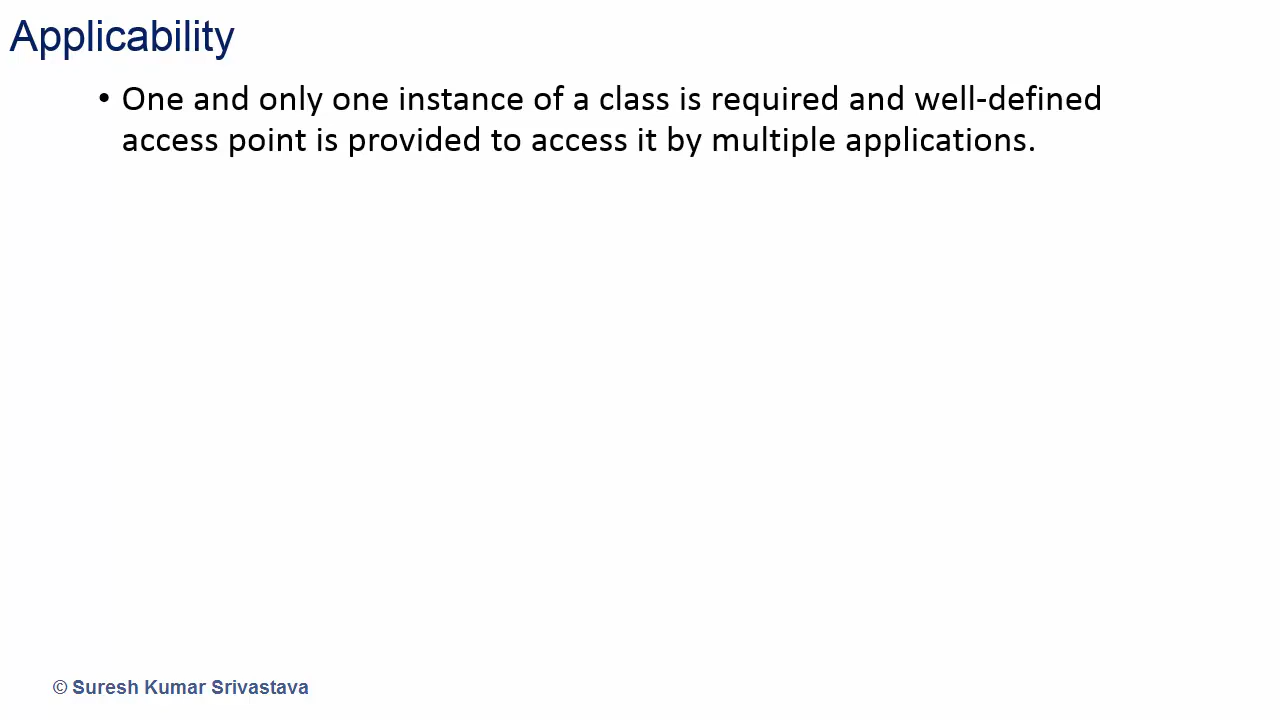 Applicability
• One and only one instance of a class is required and well-defined
access point is provided to access it by multiple applications.
© Suresh Kumar Srivastava